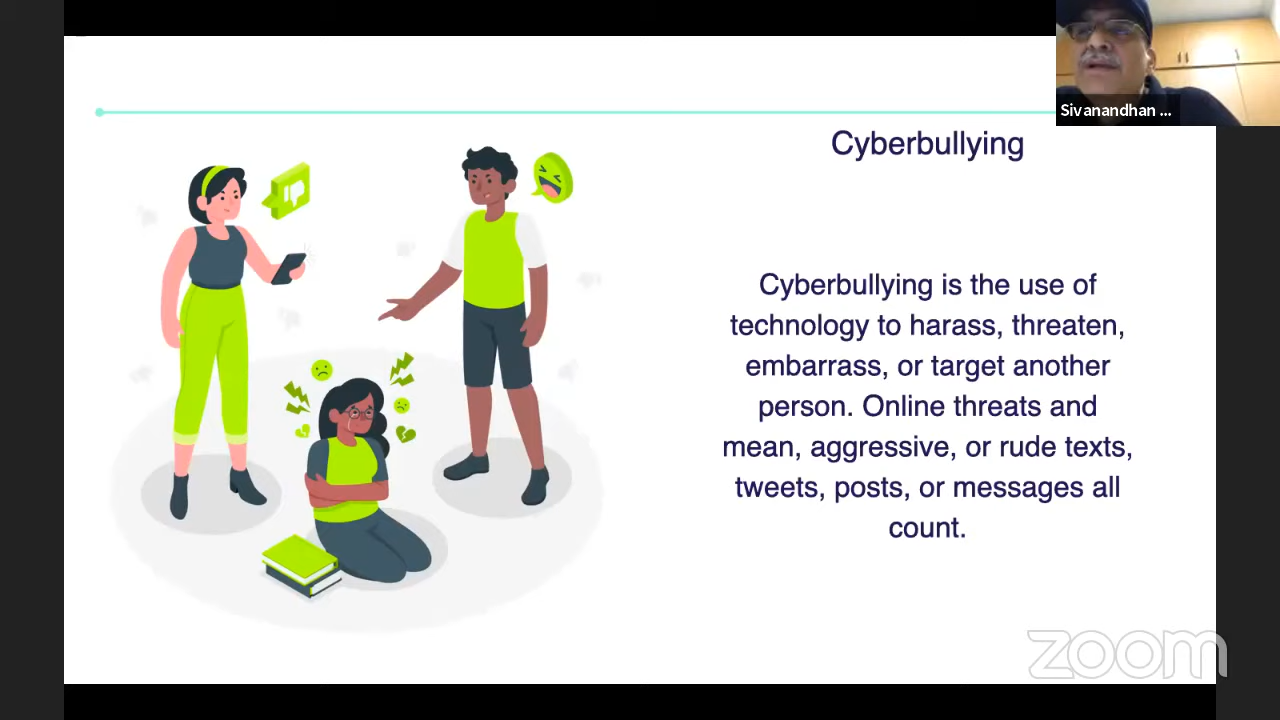 Sivanandhan ...
Cyberbullying
Cyberbullying is the use of
technology to harass, threaten,
embarrass, or target another
person. Online threats and
mean, aggressive, or rude texts,
tweets, posts, or messages all
count.
zoom